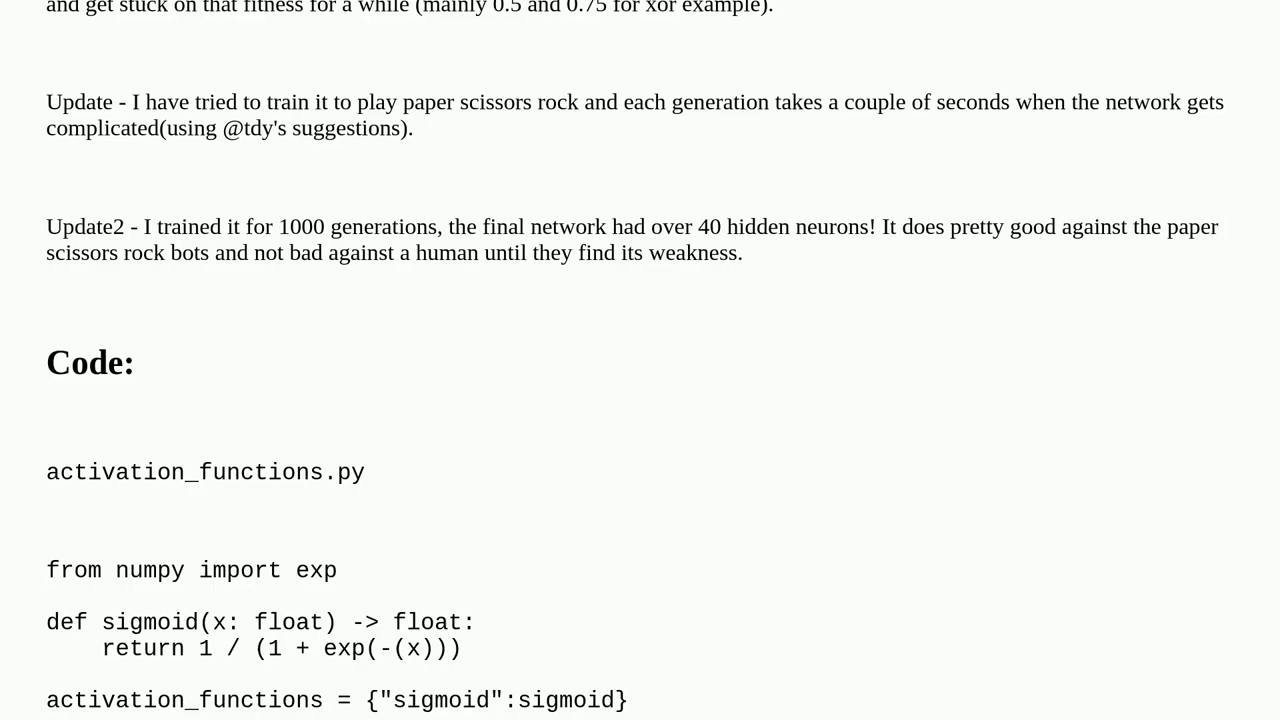 and get stuck on that fitness for a while (mainly 0.5 and 0.75 for xor example).
Update - I have tried to train it to play paper scissors rock and each generation takes a couple of seconds when the network gets
complicated(using @tdy's suggestions).
Update2 - I trained it for 1000 generations, the final network had over 40 hidden neurons! It does pretty good against the paper
scissors rock bots and not bad against a human until they find its weakness.
Code:
activation_functions.py
from numpy import exp
def sigmoid(x: float) -> float:
    return 1 / (1 + exp(-(x)))
activation_functions = {"sigmoid":sigmoid}